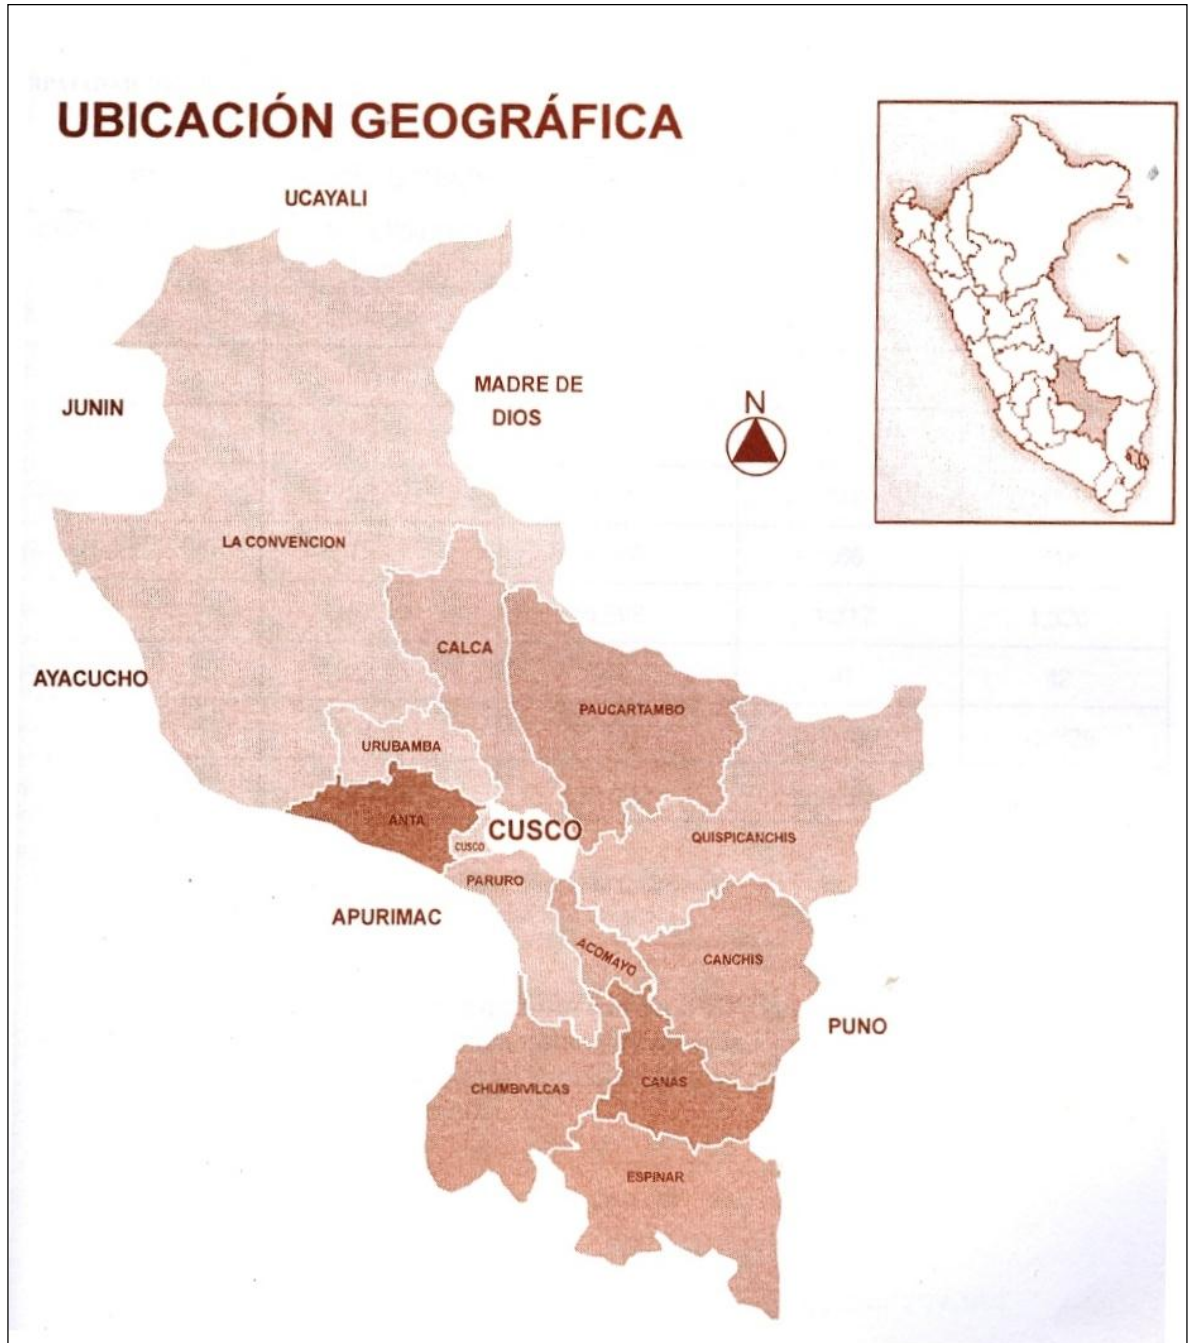 UBICACIÓN GEOGRÁFICA
UCAYALI
MADRE DE
DIOS
JUNIN
N
LA CONVENCION
CALCA
AYACUCHO
PAUCARTAMBO
URUBAMBA
ANTA
CUSCO
CUSCO
QUISPICANCHIS
PARURO
APURIMAC
ACOMAYO
CANCHIS
PUNO
CANAS
CHUMBIVILCAS
ESPINAR